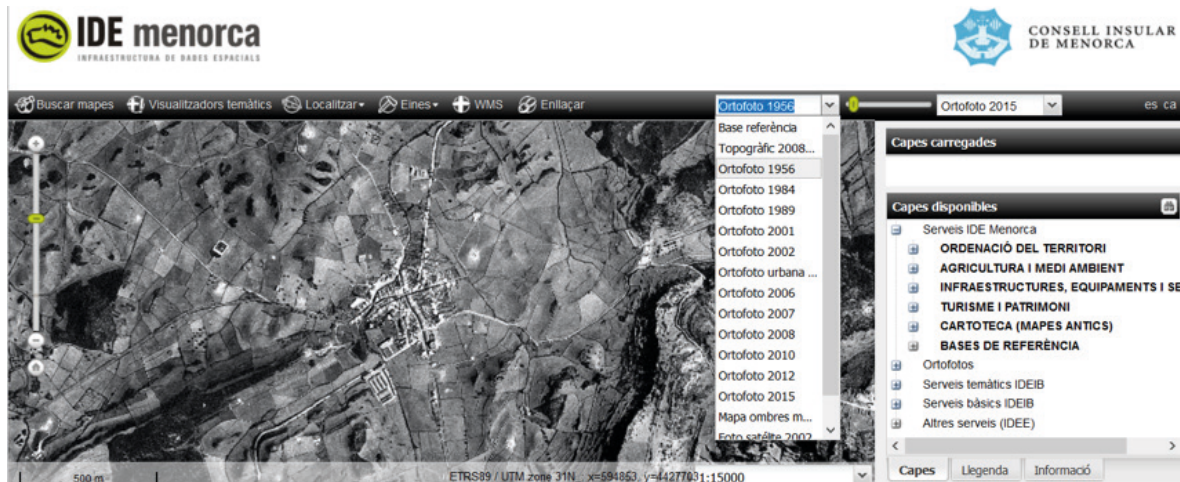 IDE menorca
INFRAESTRUCTURA DE DADES ESPACIALS
CONSELL INSULAR
DE MENORCA
Buscar mapes Visualitzadors temàtics Localitzar Eines WMS Enllaçar
Ortofoto 1956
Ortofoto 2015
es ca
Base referència
Topogràfic 2008...
Ortofoto 1956
Ortofoto 1984
Ortofoto 1989
Ortofoto 2001
Ortofoto 2002
Ortofoto urbana ...
Ortofoto 2006
Ortofoto 2007
Ortofoto 2008
Ortofoto 2010
Ortofoto 2012
Ortofoto 2015
Mapa ombres m...
Foto satélite 2002
Capes carregades
Capes disponibles
Serveis IDE Menorca
ORDENACIÓ DEL TERRITORI
AGRICULTURA I MEDI AMBIENT
INFRAESTRUCTURES, EQUIPAMENTS I SE
TURISME I PATRIMONI
CARTOTECA (MAPES ANTICS)
BASES DE REFERÈNCIA
Ortofotos
Serveis temàtics IDEIB
Serveis bàsics IDEIB
Altres serveis (IDEE)
Capes Llegenda Informació
500 m
ETRS89 / UTM zone 31N x=594853, y=4427703
1:15000